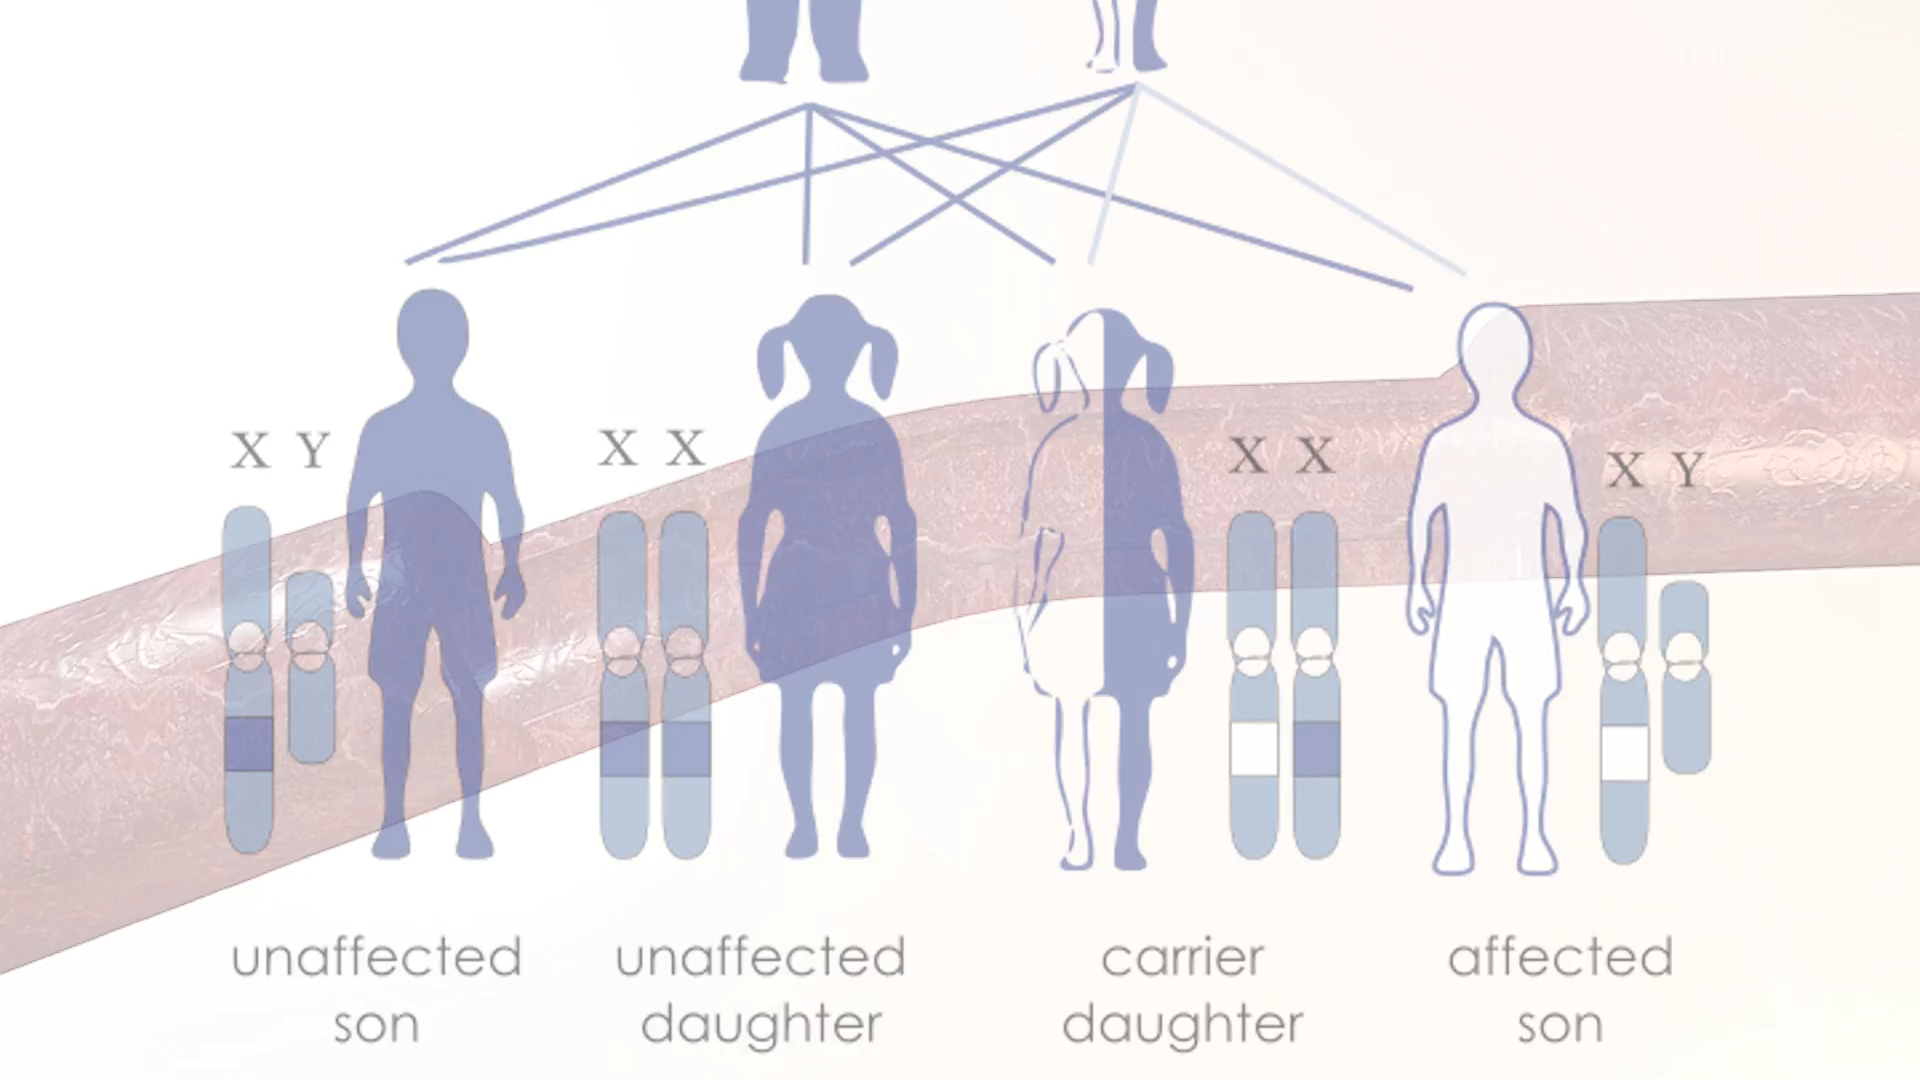 X Y
X X
X X
X Y
unaffected
son
unaffected
daughter
carrier
daughter
affected
son